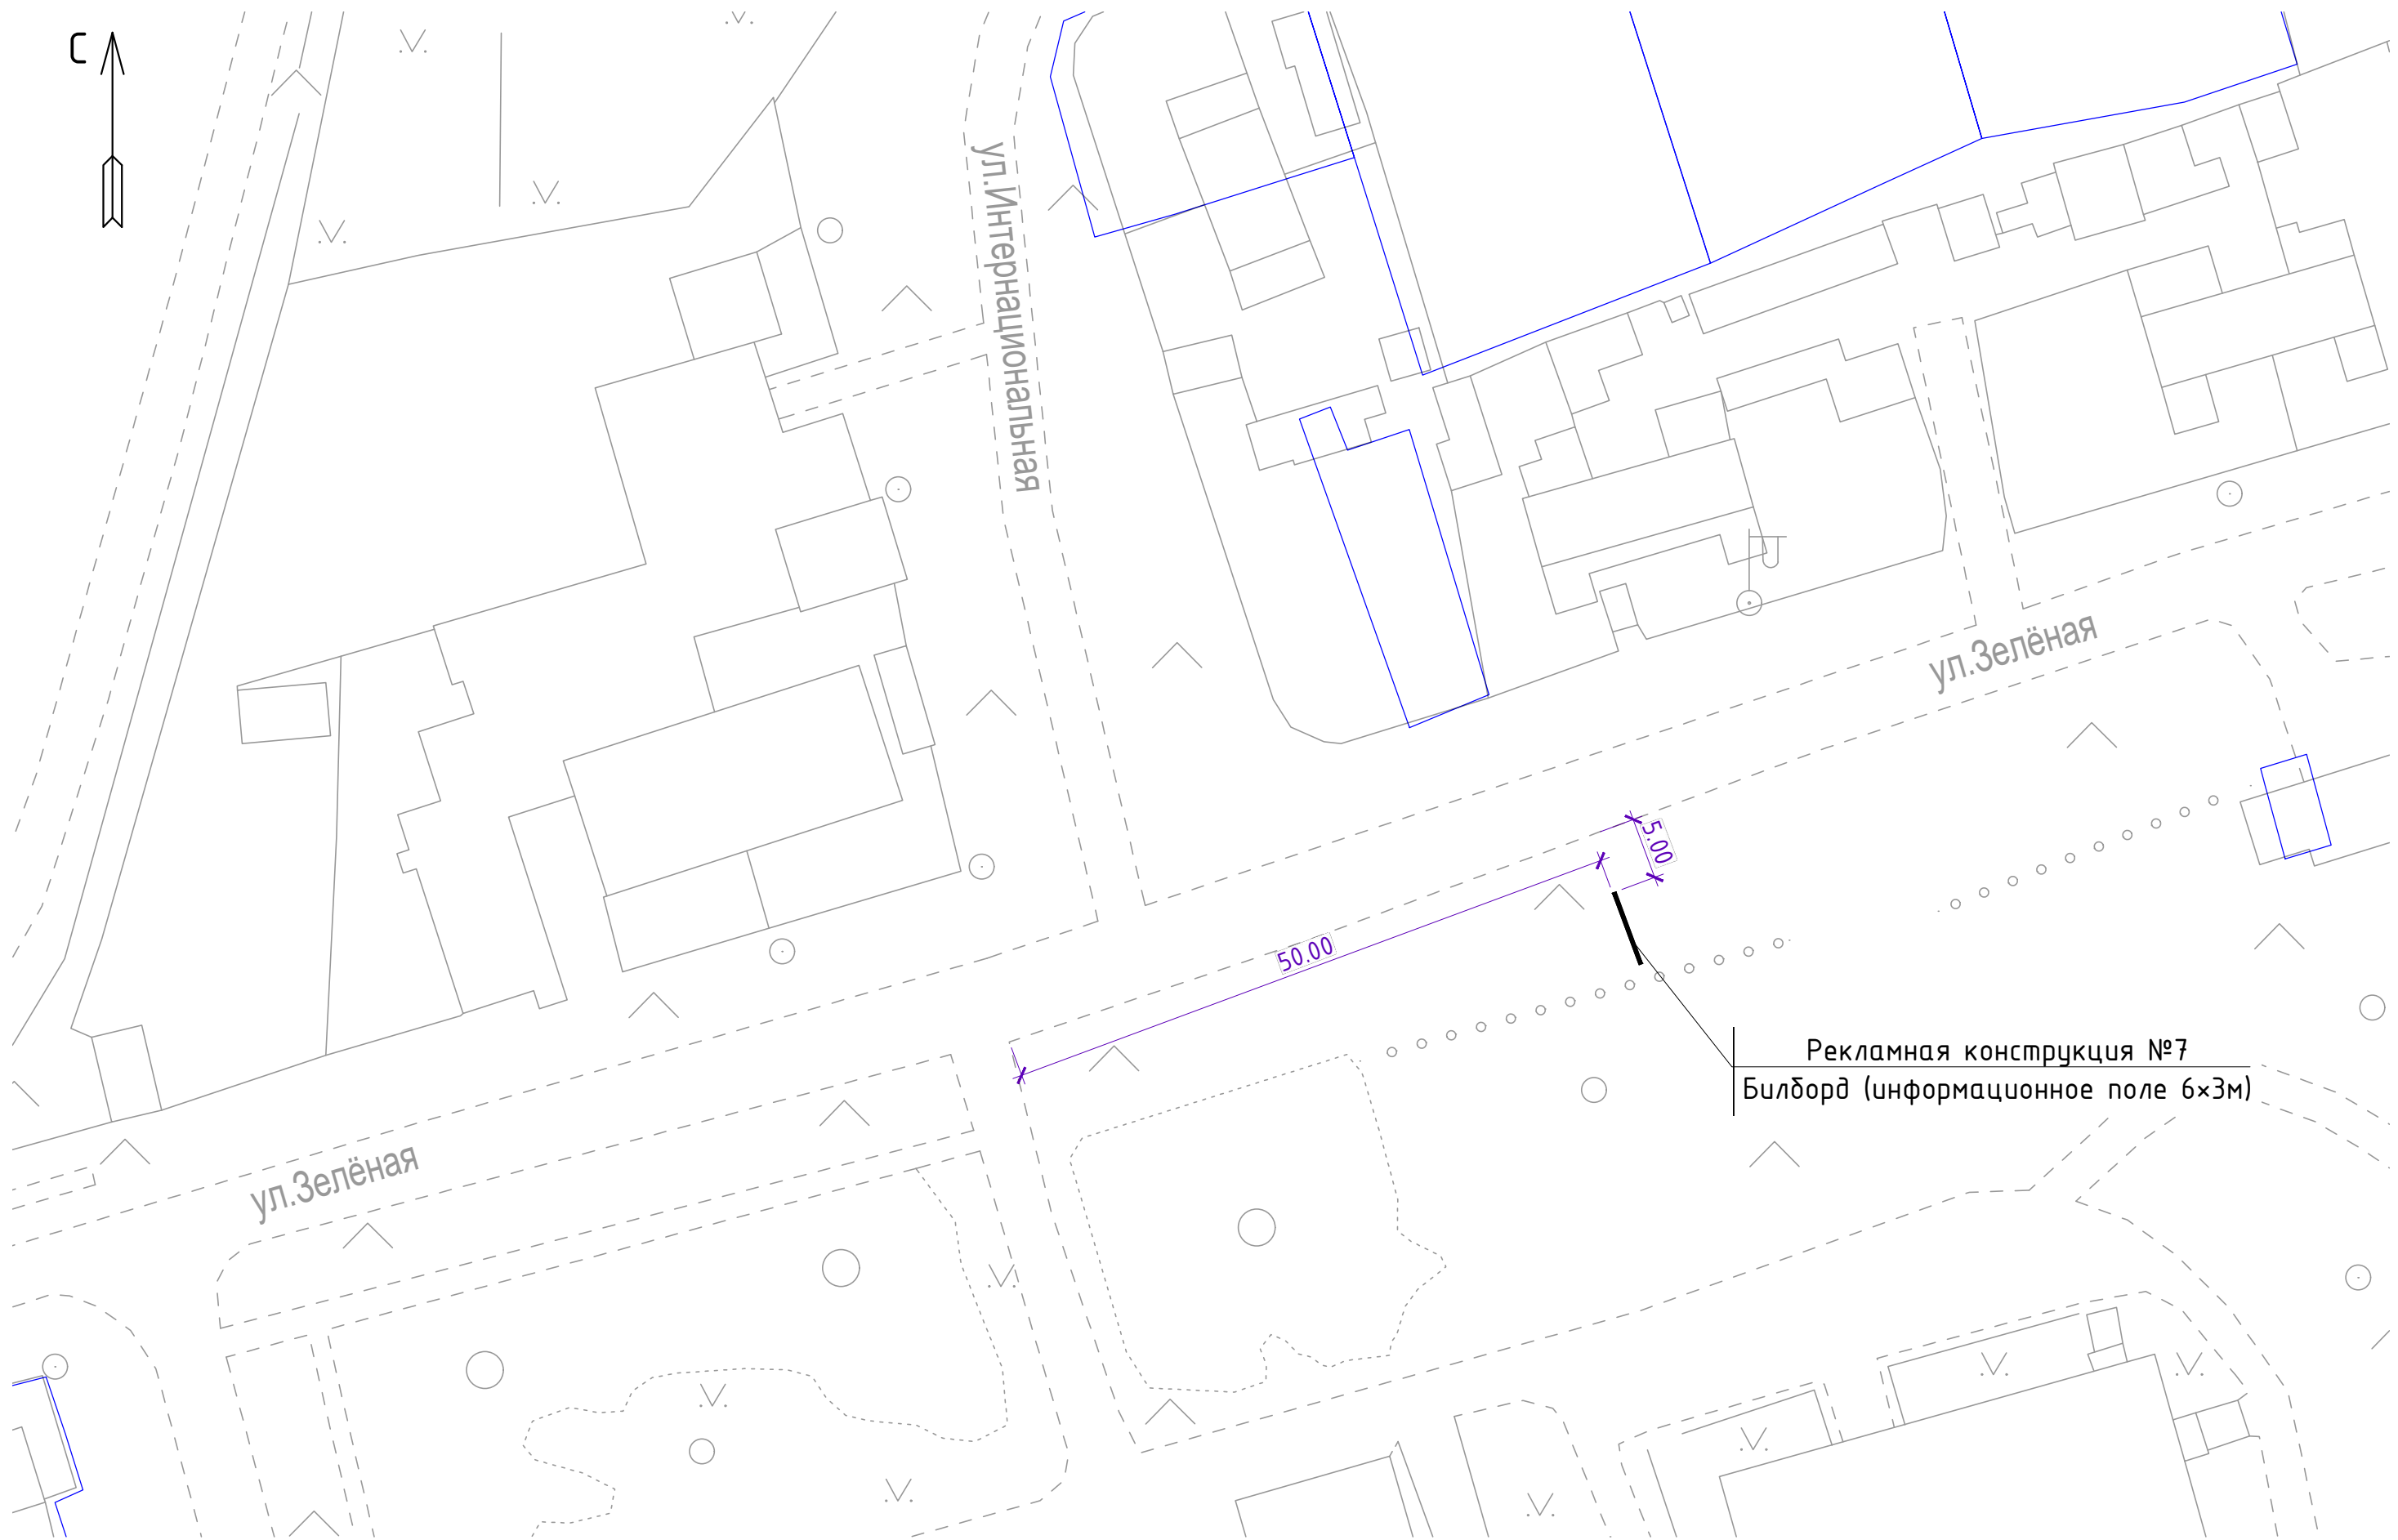 С
ул.Интернациональная
ул.Зелёная
5.00
50.00
Рекламная конструкция №7
Билборд (информационное поле 6×3м)
ул.Зелёная